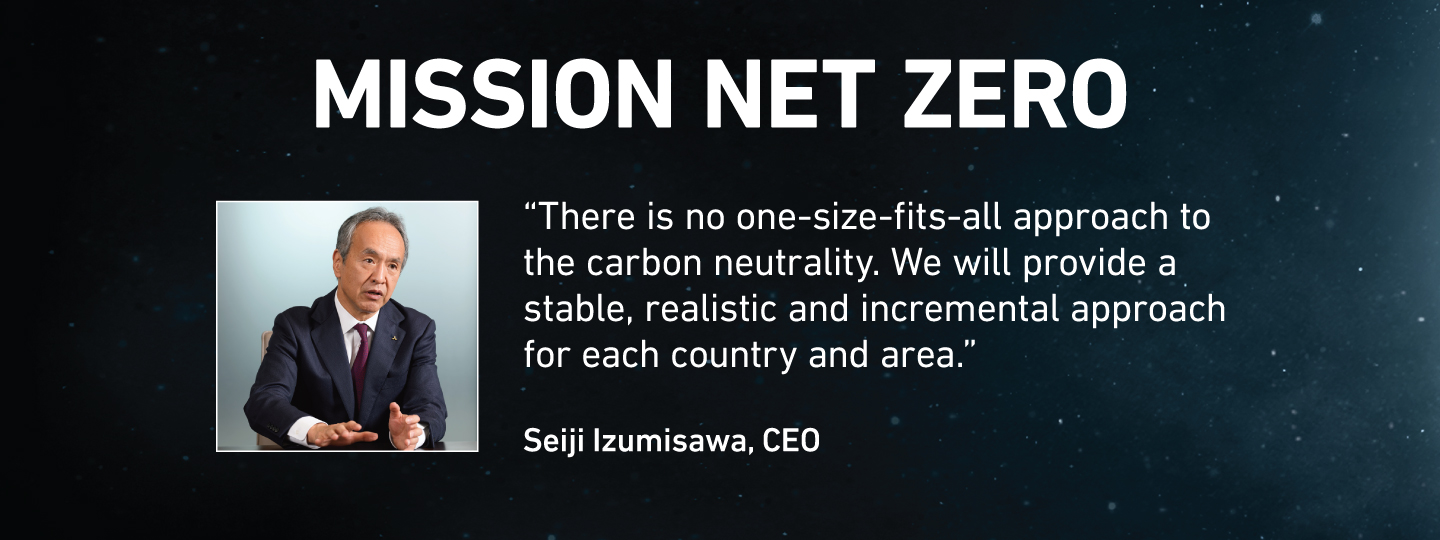 MISSION NET ZERO
“There is no one-size-fits-all approach to
the carbon neutrality. We will provide a
stable, realistic and incremental approach
for each country and area.”
Seiji Izumisawa, CEO